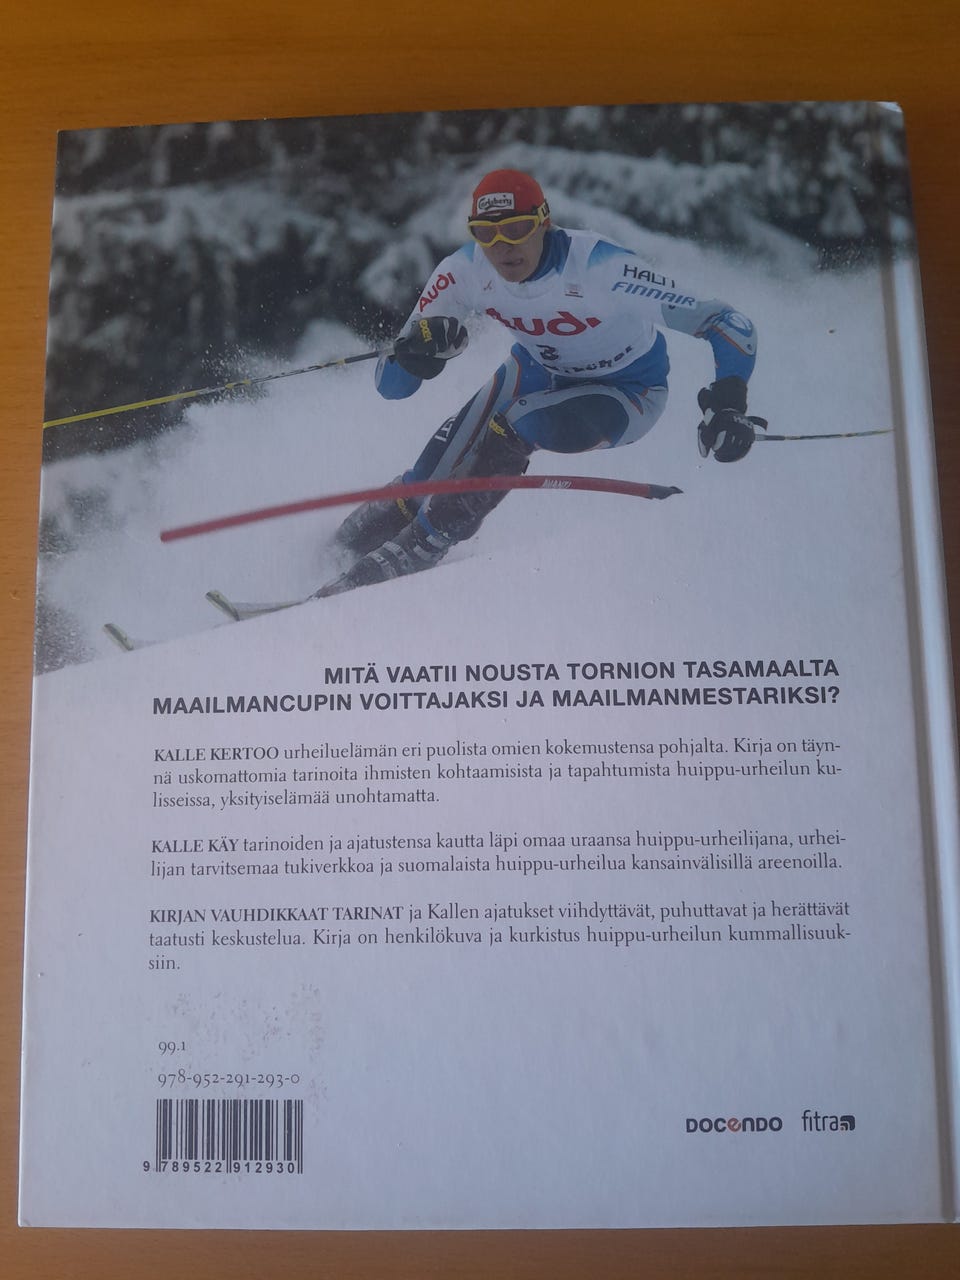 Carlsberg
AUDI
HALTI
FINNAIR
Audi
3
AVANTI
MITÄ VAATII NOUSTA TORNION TASAMAALTA
MAAILMANCUPIN VOITTAJAKSI JA MAAILMANMESTARIKSI?
KALLE KERTOO urheiluelämän eri puolista omien kokemustensa pohjalta. Kirja on täyn-
nä uskomattomia tarinoita ihmisten kohtaamisista ja tapahtumista huippu-urheilun ku-
lisseissa, yksityiselämää unohtamatta.
KALLE KÄY tarinoiden ja ajatustensa kautta läpi omaa uraansa huippu-urheilijana, urhei-
lijan tarvitsemaa tukiverkkoa ja suomalaista huippu-urheilua kansainvälisillä areenoilla.
KIRJAN VAUHDIKKAAT TARINAT ja Kallen ajatukset viihdyttävät, puhuttavat ja herättävät
taatusti keskustelua. Kirja on henkilökuva ja kurkistus huippu-urheilun kummallisuuk-
siin.
99.1
978-952-291-293-0
9 789522 912930
DOCENDO
fitra